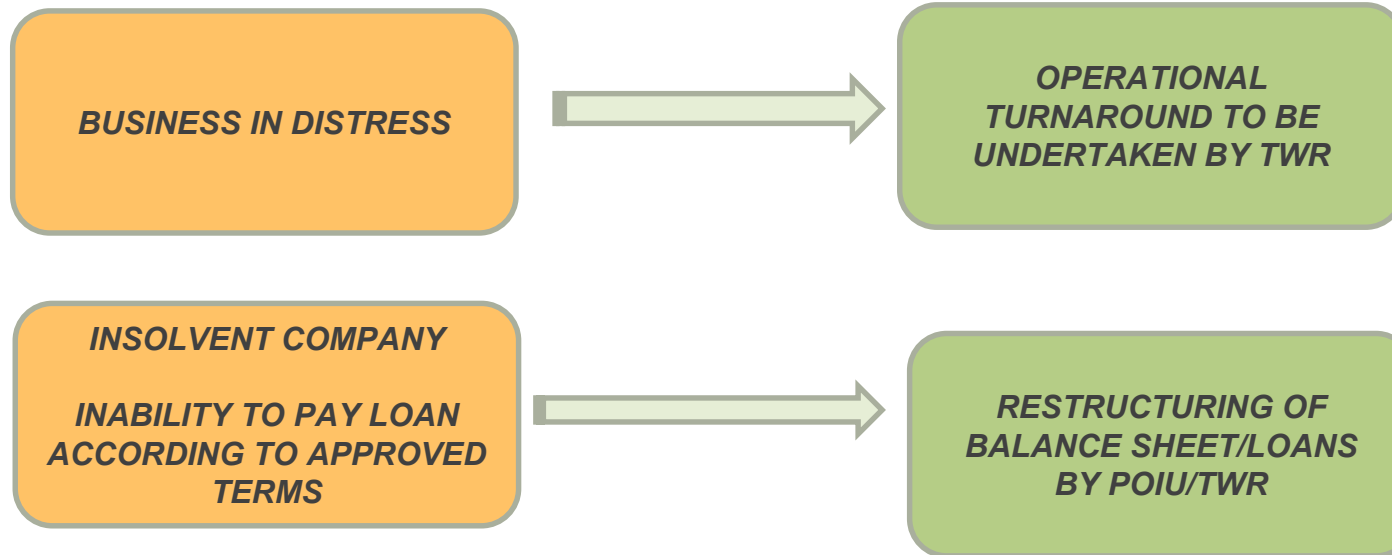 BUSINESS IN DISTRESS
OPERATIONAL
TURNAROUND TO BE
UNDERTAKEN BY TWR
INSOLVENT COMPANY
INABILITY TO PAY LOAN
ACCORDING TO APPROVED
TERMS
RESTRUCTURING OF
BALANCE SHEET/LOANS
BY POIU/TWR